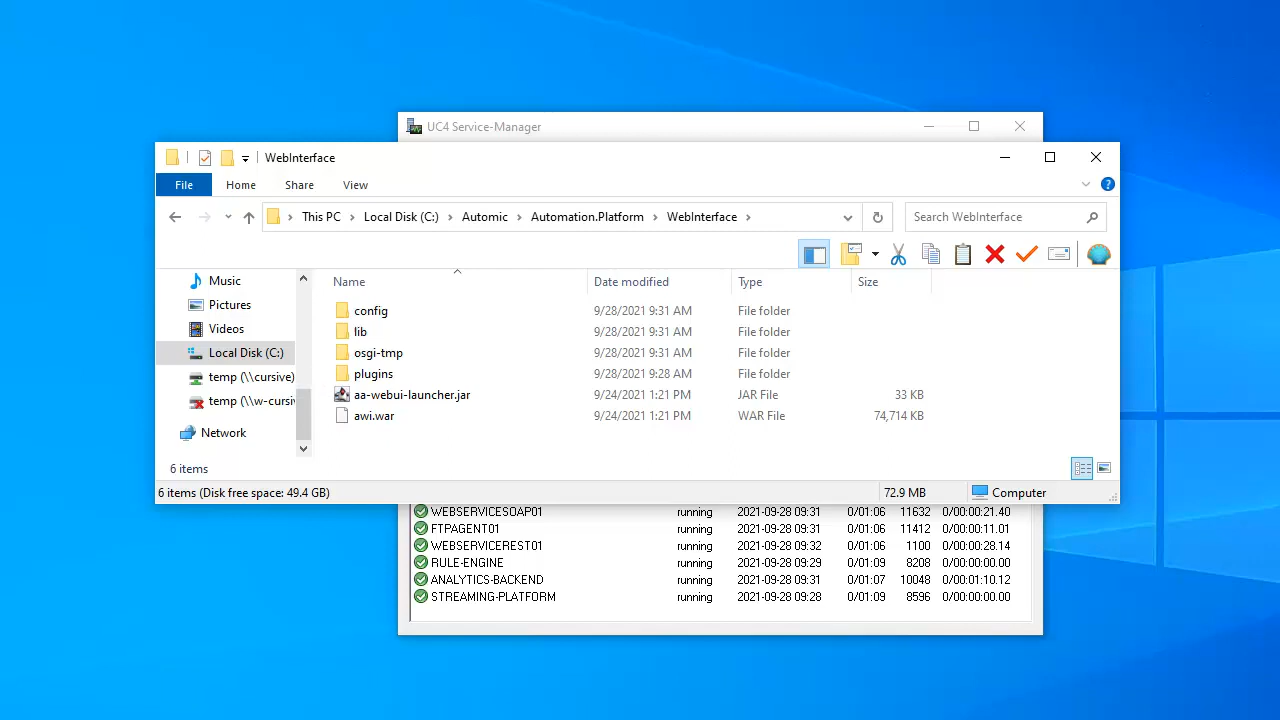 UC4 Service-Manager
WebInterface
File Home Share View
This PC Local Disk (C:) Automic Automation.Platform WebInterface
Search WebInterface
Name Date modified Type Size
Music
Pictures
Videos
Local Disk (C:)
temp (\\cursive)
temp (\\w-cursiv
Network
config 9/28/2021 9:31 AM File folder
lib 9/28/2021 9:31 AM File folder
osgi-tmp 9/28/2021 9:31 AM File folder
plugins 9/28/2021 9:28 AM File folder
aa-webui-launcher.jar 9/24/2021 1:21 PM JAR File 33 KB
awi.war 9/24/2021 1:21 PM WAR File 74,714 KB
6 items
6 items (Disk free space: 49.4 GB) 72.9 MB Computer
WEBSERVICESOAP01 running 2021-09-28 09:31 0/01:06 11632 0/00:00:21.40
FTPAGENT01 running 2021-09-28 09:31 0/01:06 11412 0/00:00:11.01
WEBSERVICEREST01 running 2021-09-28 09:32 0/01:06 1100 0/00:00:28.14
RULE-ENGINE running 2021-09-28 09:29 0/01:09 8208 0/00:00:00.00
ANALYTICS-BACKEND running 2021-09-28 09:31 0/01:07 10048 0/00:01:10.12
STREAMING-PLATFORM running 2021-09-28 09:28 0/01:09 8596 0/00:00:00.00